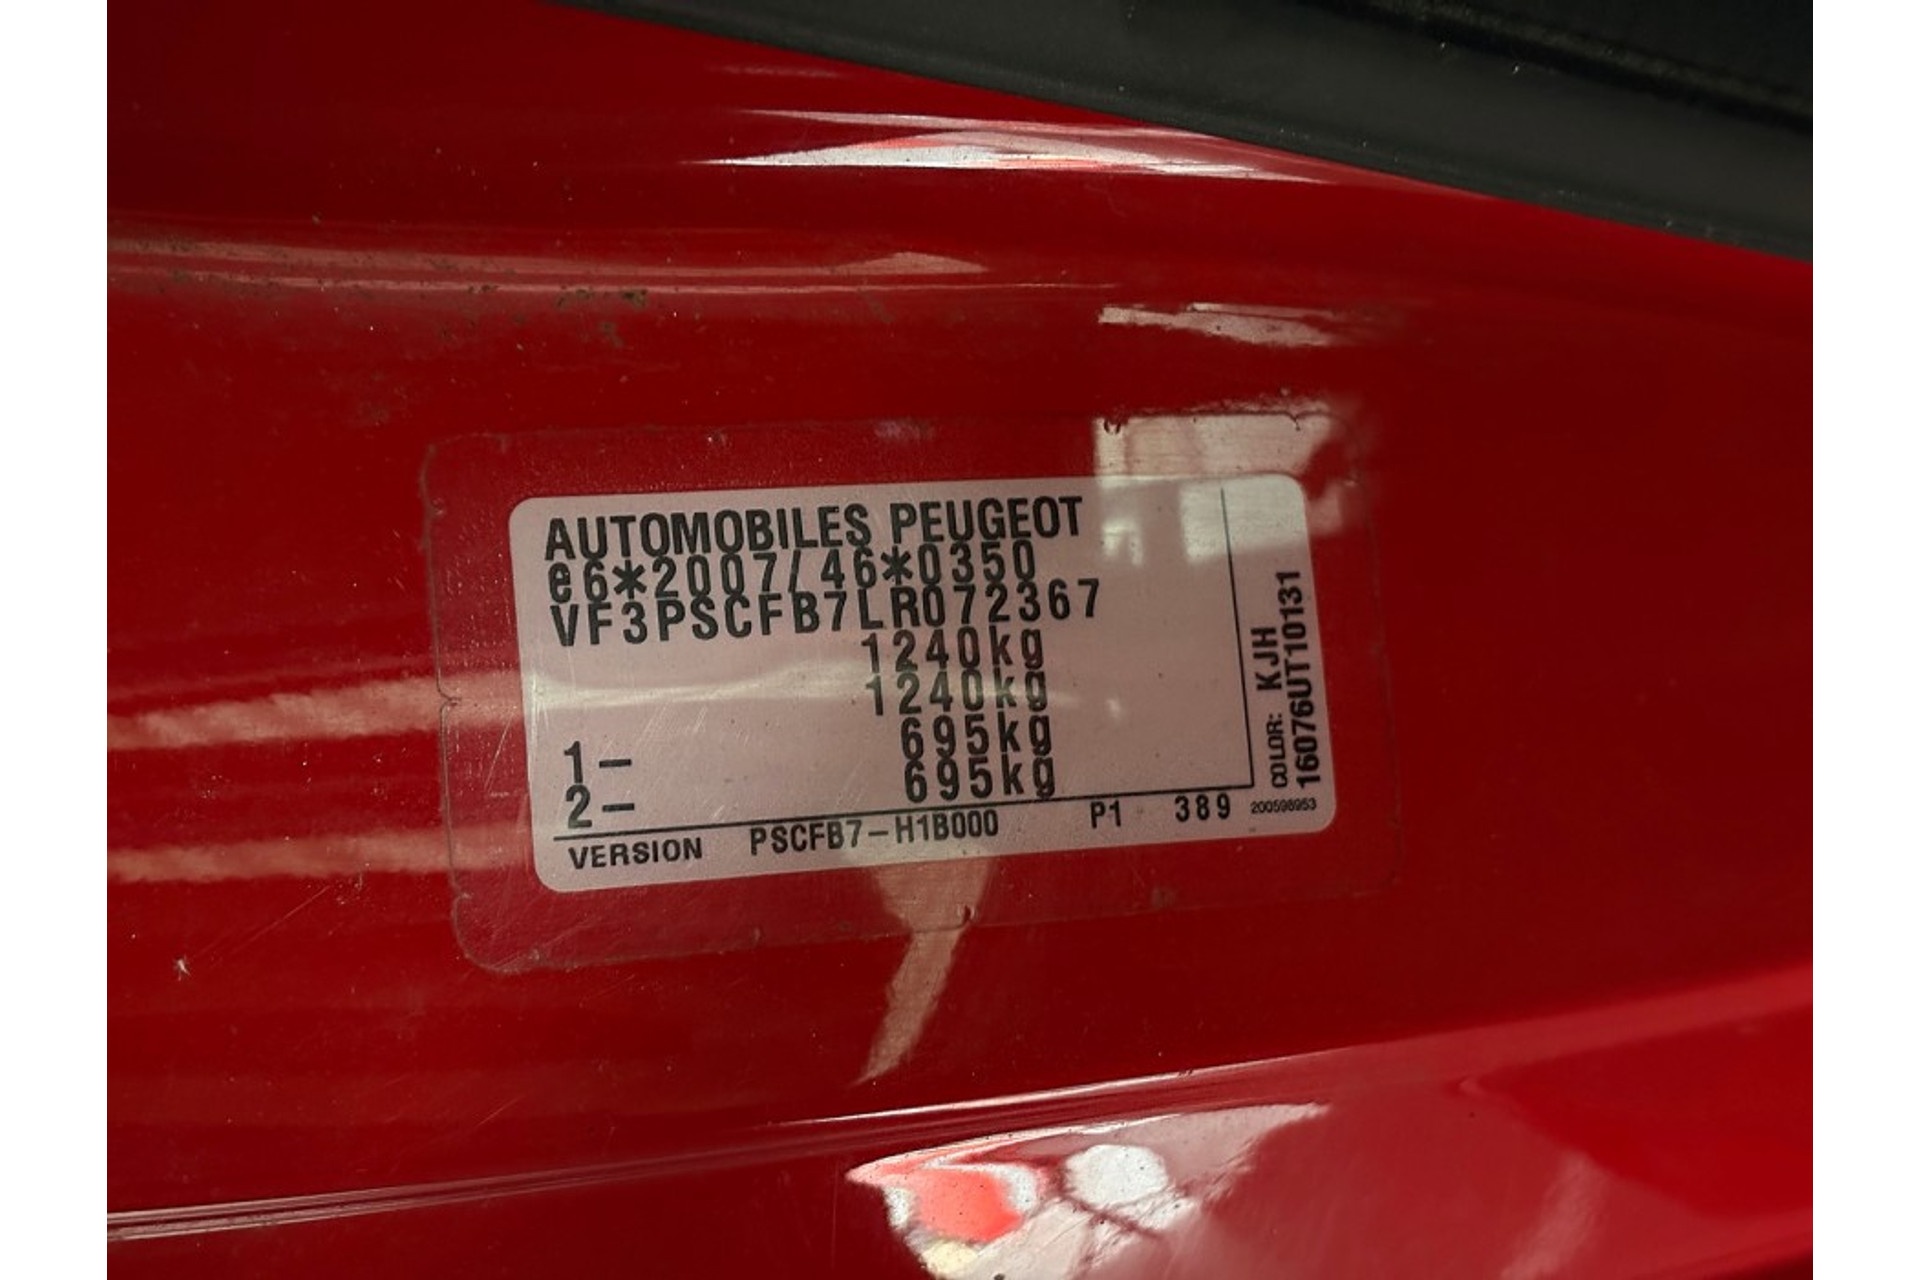 AUTOMOBILES PEUGEOT
e6*2007/46*0350
VF3PSCFB7LR072367
1240kg
1240kg
1- 695kg
2- 695kg
VERSION PSCFB7-H1B000 P1 389
COLOR: KJH
16076UT10131
200598953